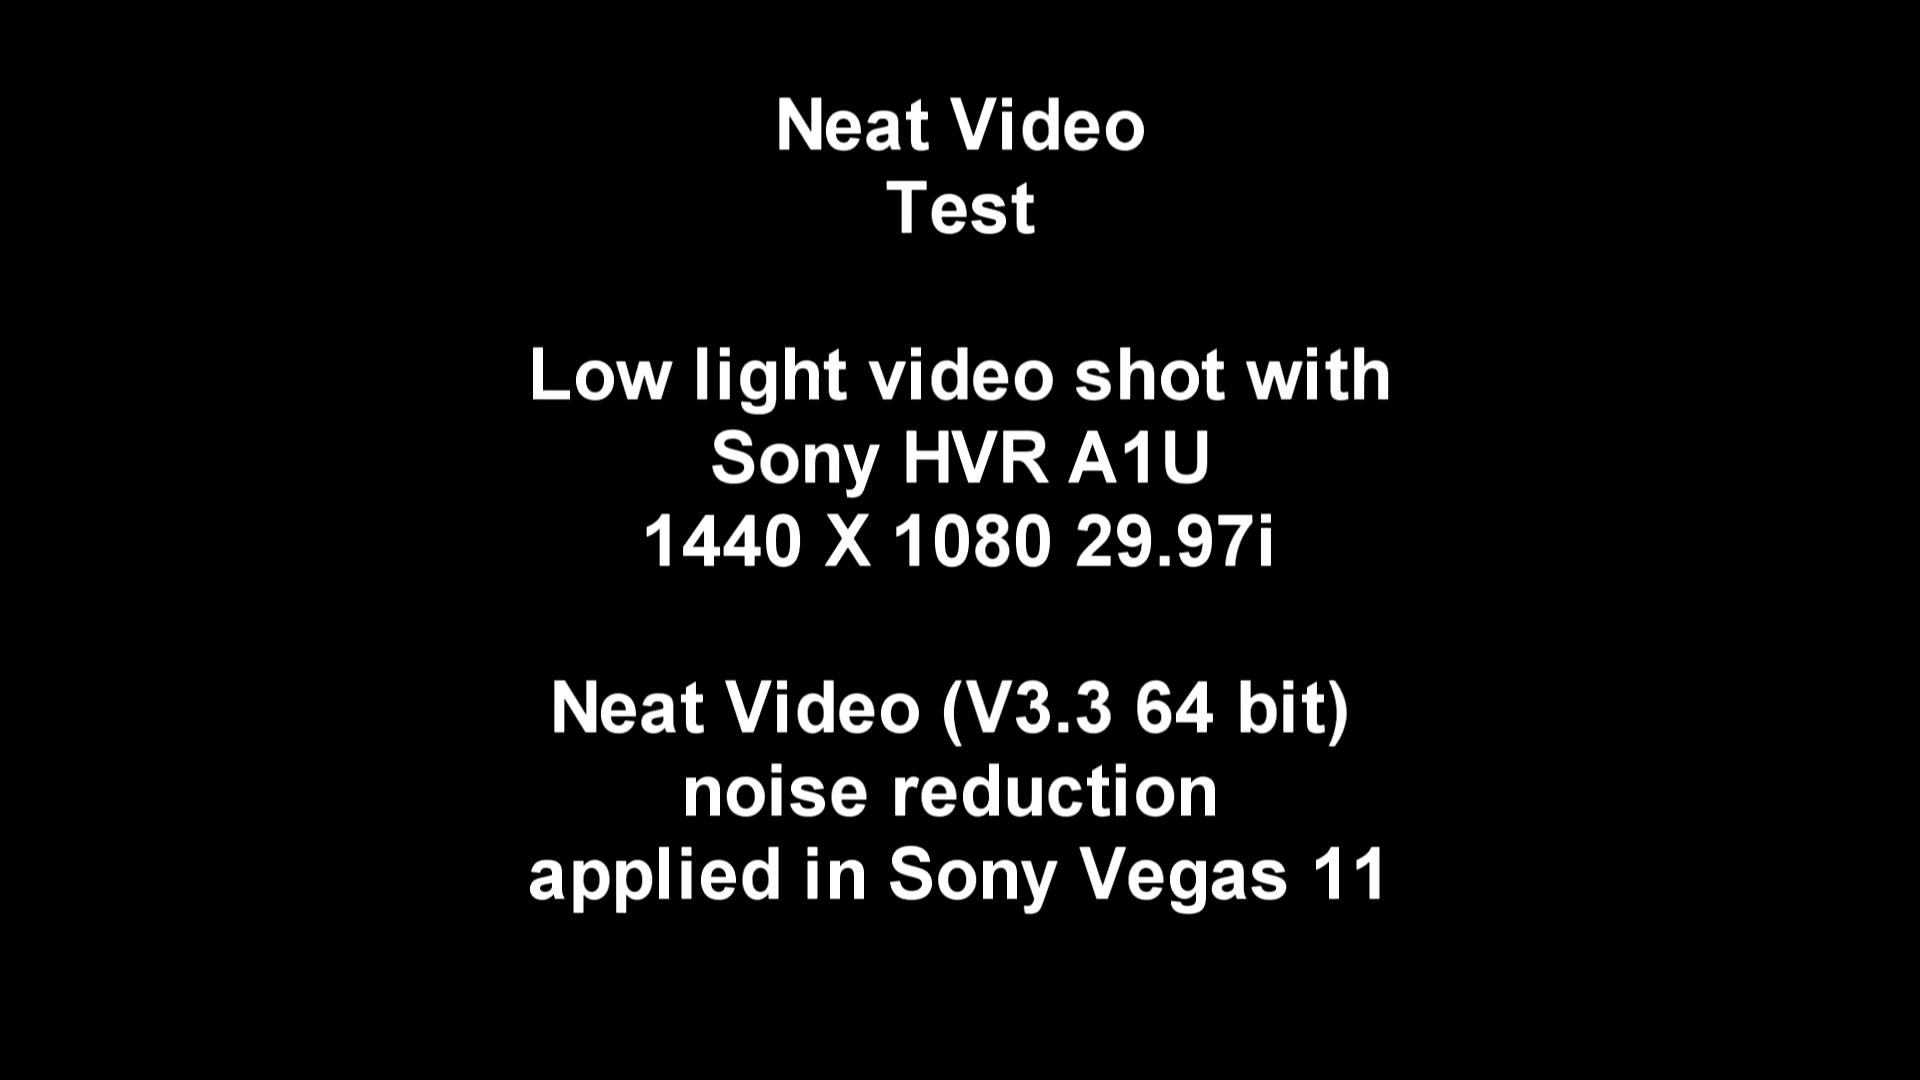 Neat Video
Test
Low light video shot with
Sony HVR A1U
1440 X 1080 29.97i
Neat Video (V3.3 64 bit)
noise reduction
applied in Sony Vegas 11